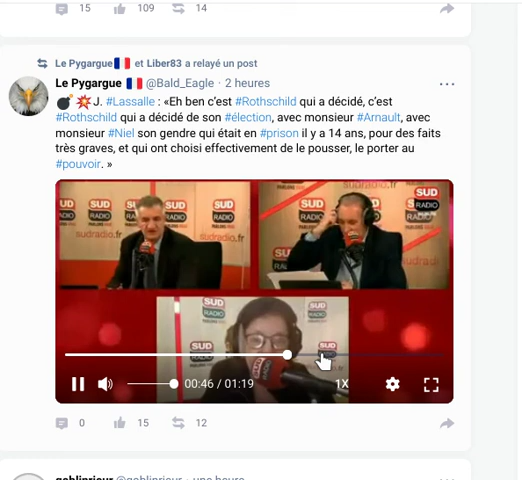 15 109 14
Le Pygargue et Liber83 a relayé un post
Le Pygargue @Bald_Eagle · 2 heures
J. #Lassalle : «Eh ben c’est #Rothschild qui a décidé, c’est
#Rothschild qui a décidé de son #élection, avec monsieur #Arnault, avec
monsieur #Niel son gendre qui était en #prison il y a 14 ans, pour des faits
très graves, et qui ont choisi effectivement de le pousser, le porter au
#pouvoir. »
SUD RADIO
sudradio.fr
SUD RADIO
SUD RADIO
00:46 / 01:19 1X
0 15 12
goblinrieur @goblinrieur · une heure